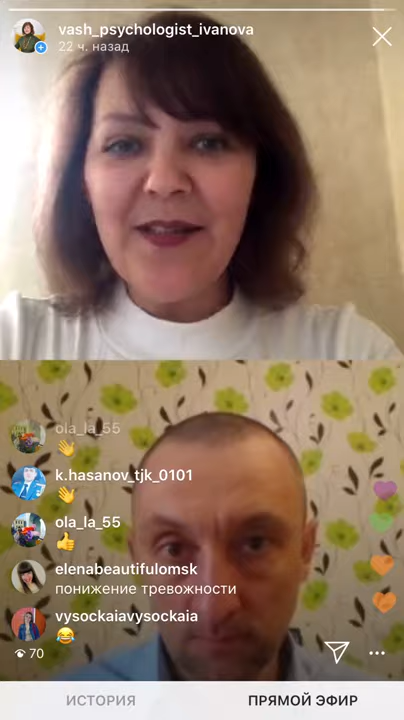 vash_psychologist_ivanova
22 ч. назад
ola_la_55
👋
k.hasanov_tjk_0101
👋
ola_la_55
👍
elenabeautifulomsk
понижение тревожности
vysockaiavysockaia
😂
70
ИСТОРИЯ
ПРЯМОЙ ЭФИР